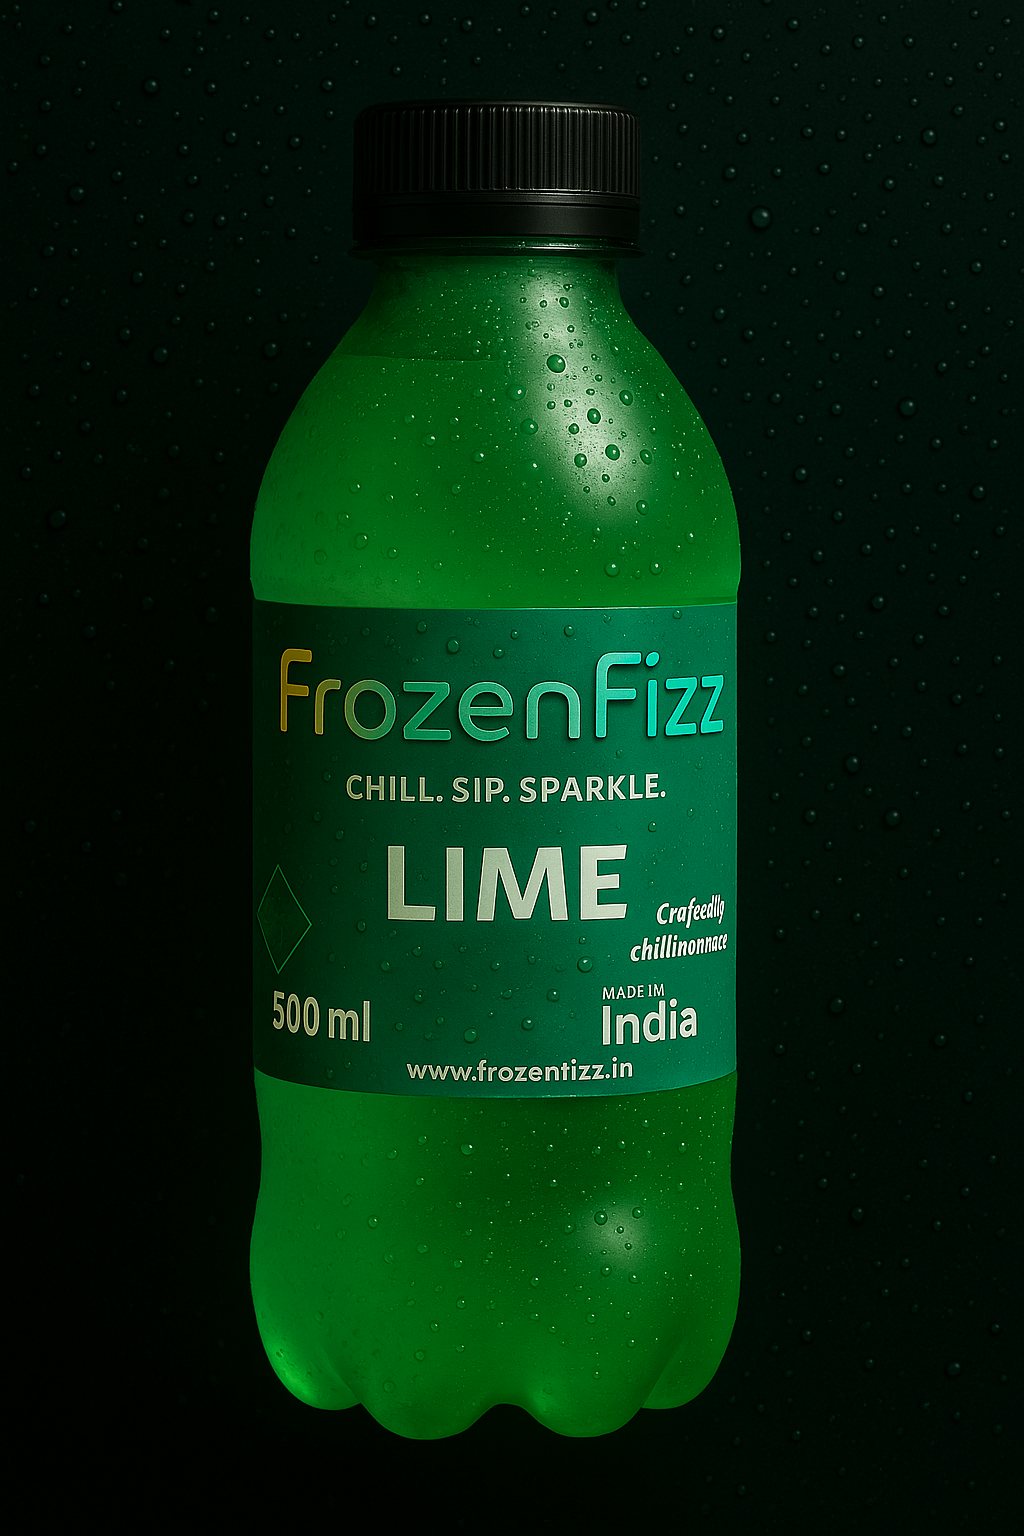 FrozenFizz
CHILL. SIP. SPARKLE.
LIME
Crafeedlly
chillinonnace
500 ml
MADE IM
India
www.frozentizz.in